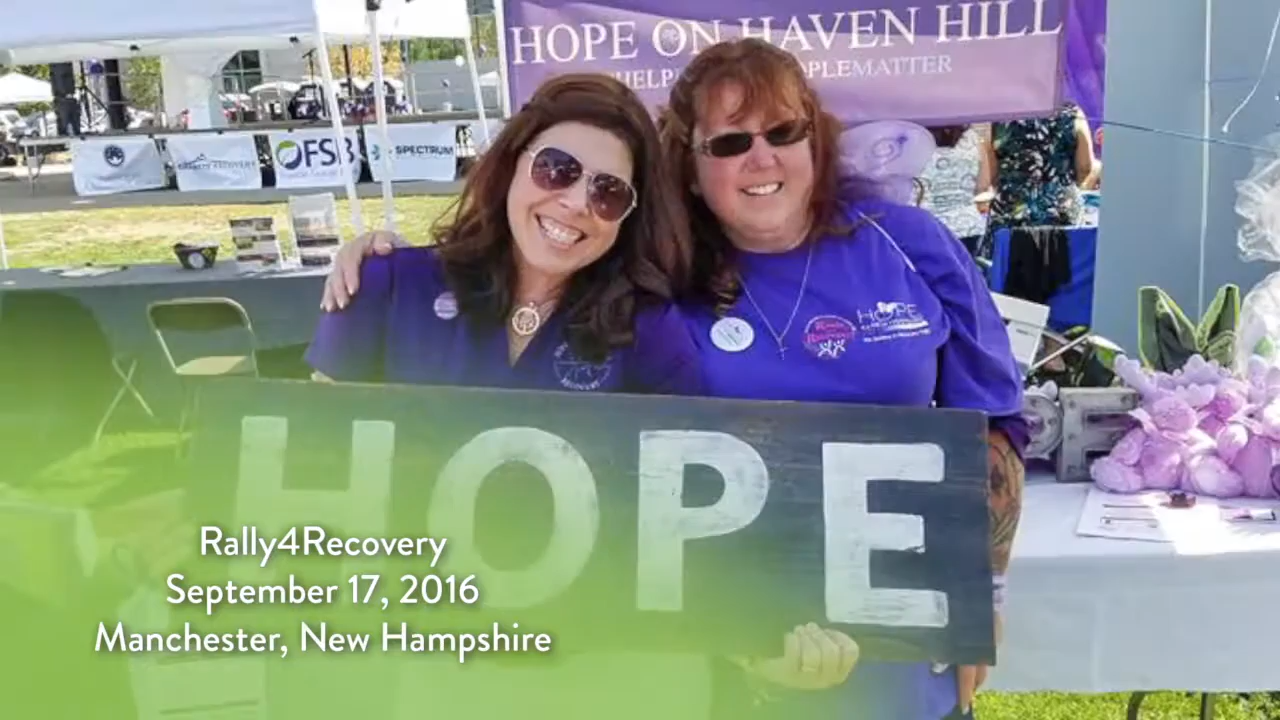 HOPE ON HAVEN HILL
FSB
SPECTRUM
HOPE
HOPE
Rally4Recovery
September 17, 2016
Manchester, New Hampshire